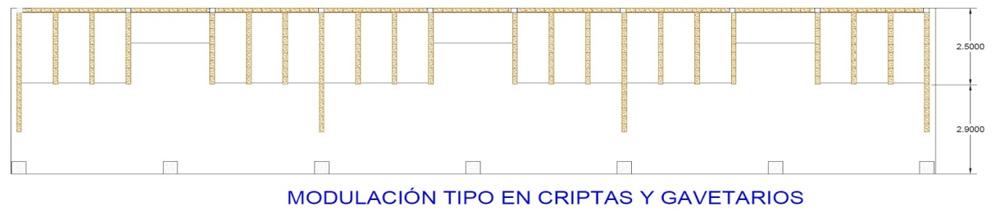 2.5000
2.9000
MODULACIÓN TIPO EN CRIPTAS Y GAVETARIOS